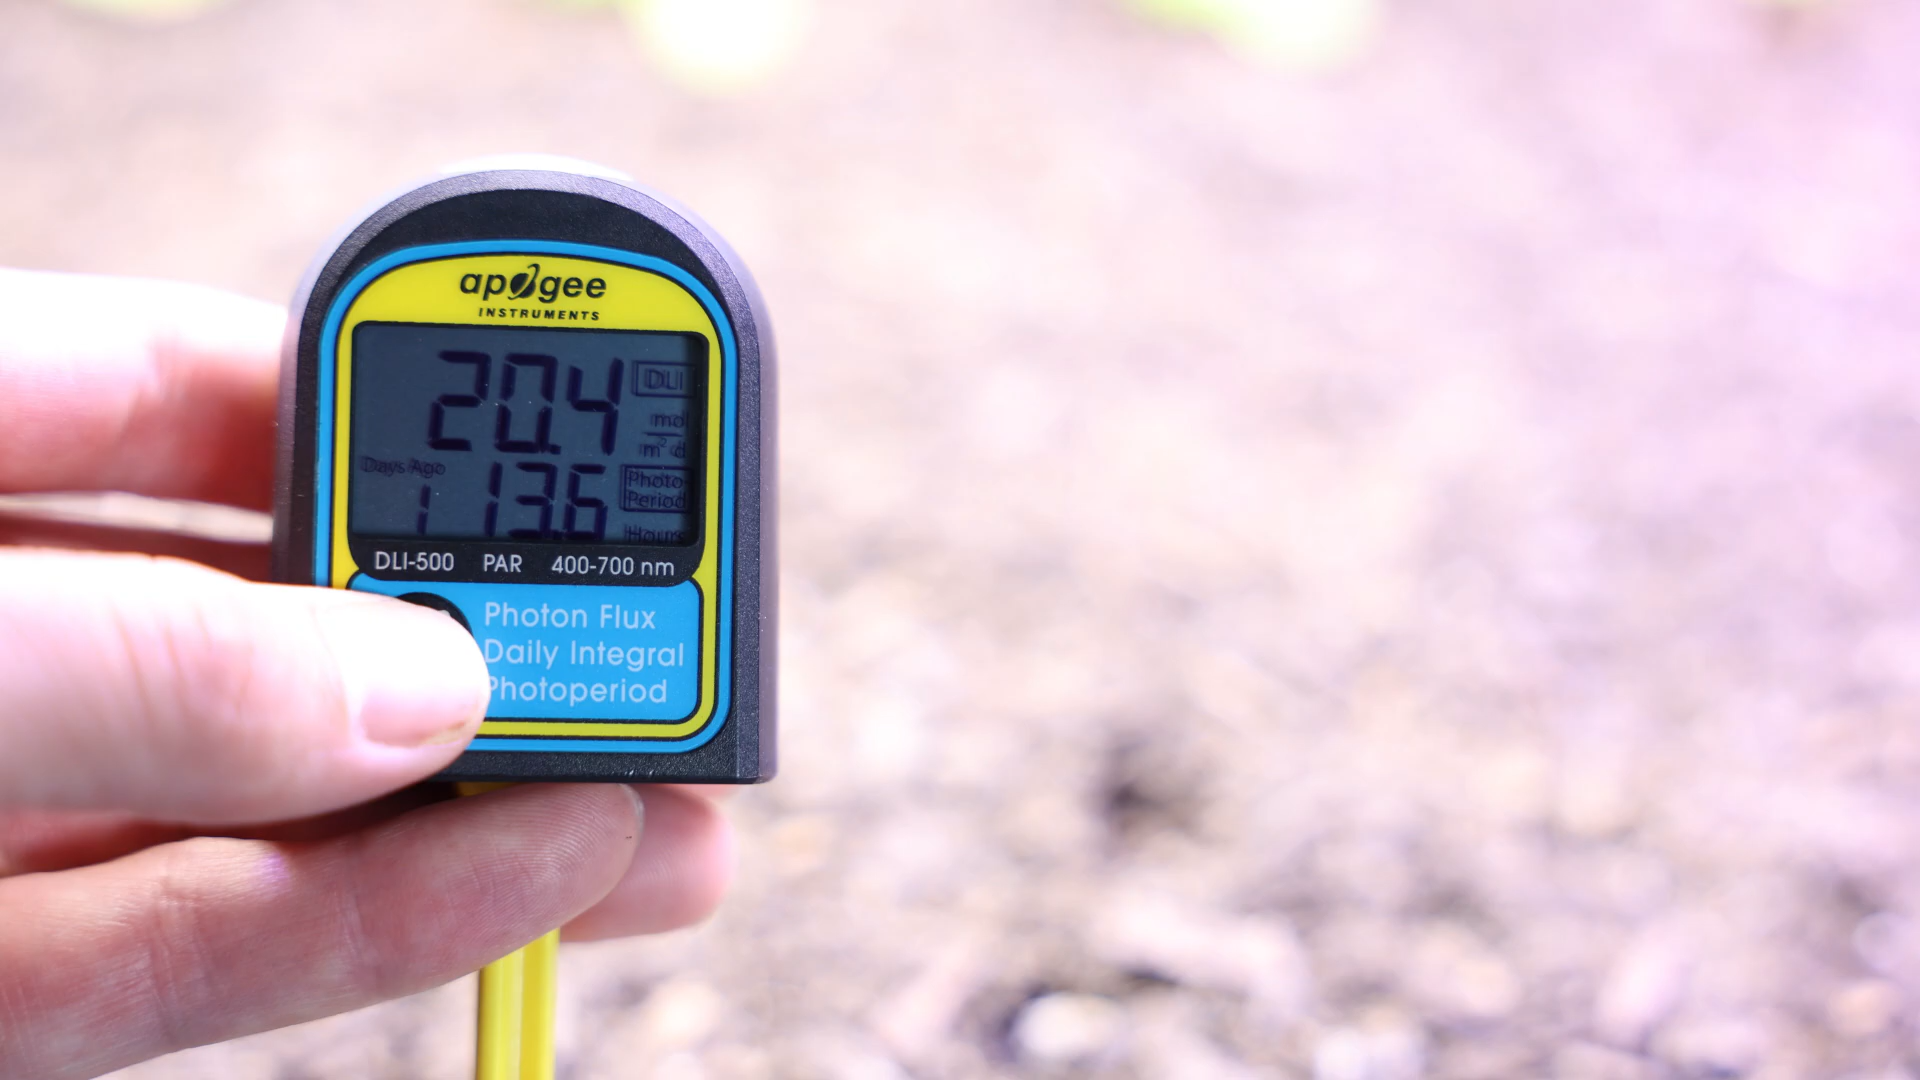 apogee
INSTRUMENTS
20.4 DLI
mol
m² d
Days Ago
1 13.6 Photo-
Period
Hours
DLI-500 PAR 400-700 nm
Photon Flux
Daily Integral
Photoperiod